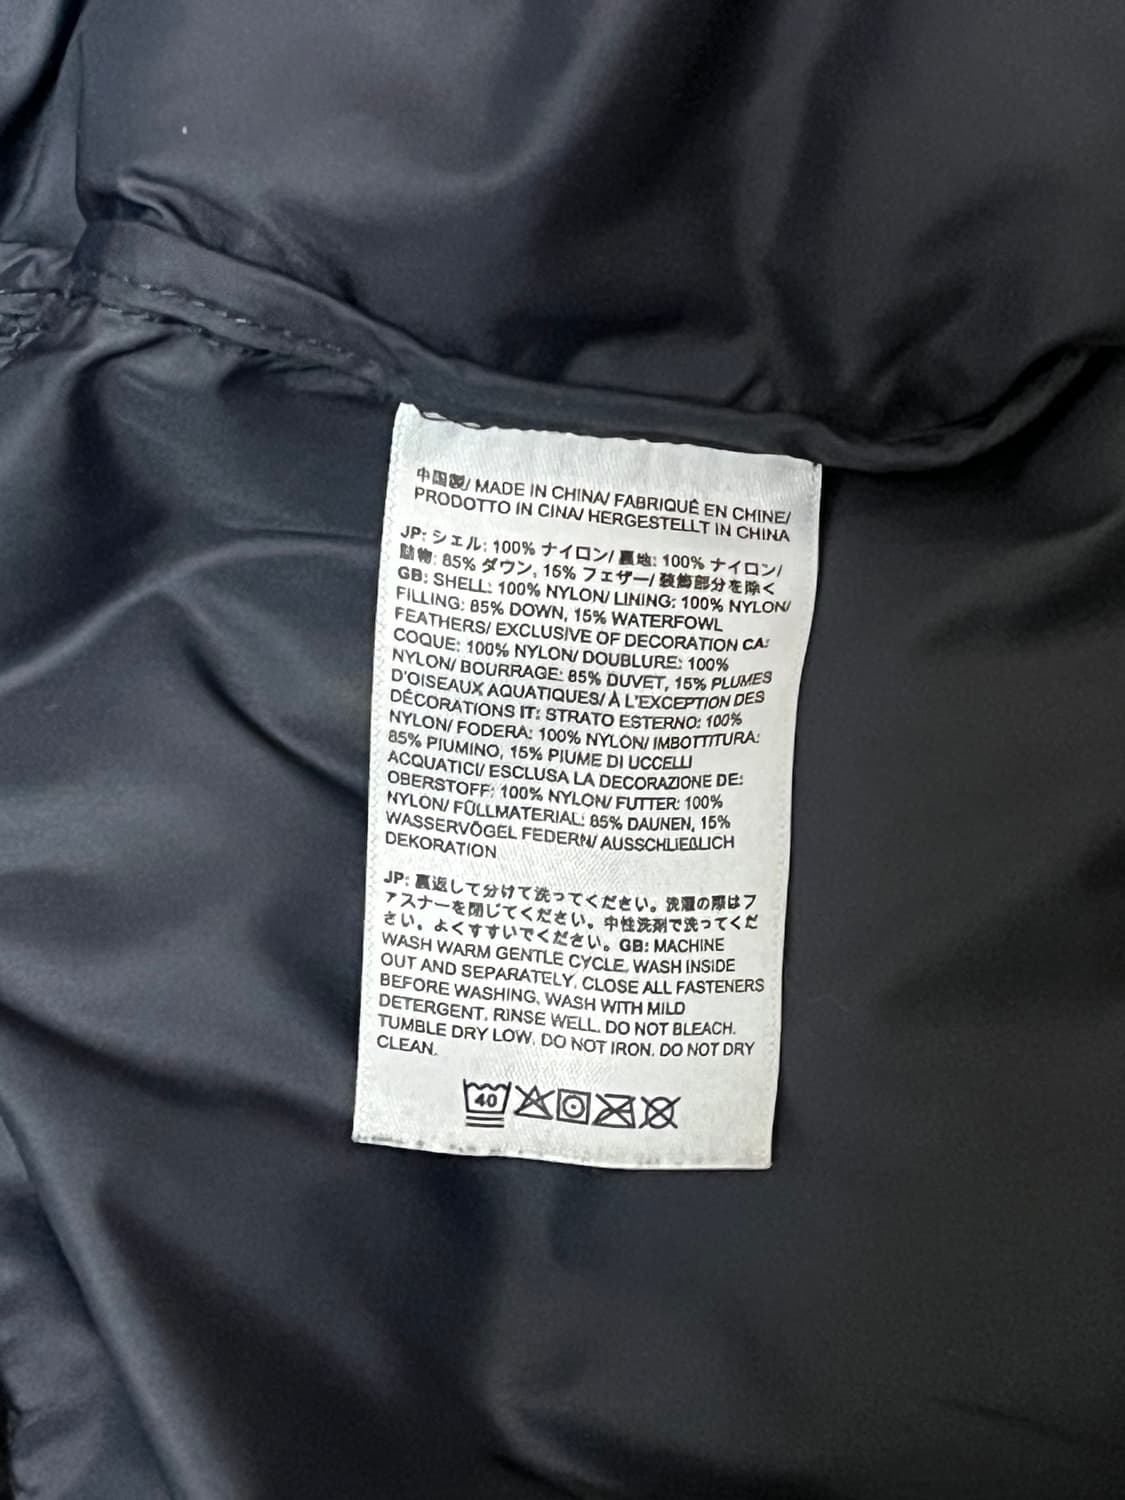 中国製/ MADE IN CHINA/ FABRIQUÉ EN CHINE/
PRODOTTO IN CINA/ HERGESTELLT IN CHINA
JP: シェル: 100% ナイロン/ 裏地: 100% ナイロン/
詰物: 85% ダウン, 15% フェザー/ 装飾部分を除く
GB: SHELL: 100% NYLON/ LINING: 100% NYLON/
FILLING: 85% DOWN, 15% WATERFOWL
FEATHERS/ EXCLUSIVE OF DECORATION CA:
COQUE: 100% NYLON/ DOUBLURE: 100%
NYLON/ BOURRAGE: 85% DUVET, 15% PLUMES
D'OISEAUX AQUATIQUES/ À L'EXCEPTION DES
DÉCORATIONS IT: STRATO ESTERNO: 100%
NYLON/ FODERA: 100% NYLON/ IMBOTTITURA:
85% PIUMINO, 15% PIUME DI UCCELLI
ACQUATICI/ ESCLUSA LA DECORAZIONE DE:
OBERSTOFF: 100% NYLON/ FUTTER: 100%
NYLON/ FÜLLMATERIAL: 85% DAUNEN, 15%
WASSERVÖGEL FEDERN/ AUSSCHLIEßLICH
DEKORATION
JP: 裏返して分けて洗ってください。洗濯の際はフ
ァスナーを閉じてください。中性洗剤で洗ってくだ
さい。よくすすいでください。GB: MACHINE
WASH WARM GENTLE CYCLE. WASH INSIDE
OUT AND SEPARATELY. CLOSE ALL FASTENERS
BEFORE WASHING. WASH WITH MILD
DETERGENT. RINSE WELL. DO NOT BLEACH.
TUMBLE DRY LOW. DO NOT IRON. DO NOT DRY
CLEAN.
40